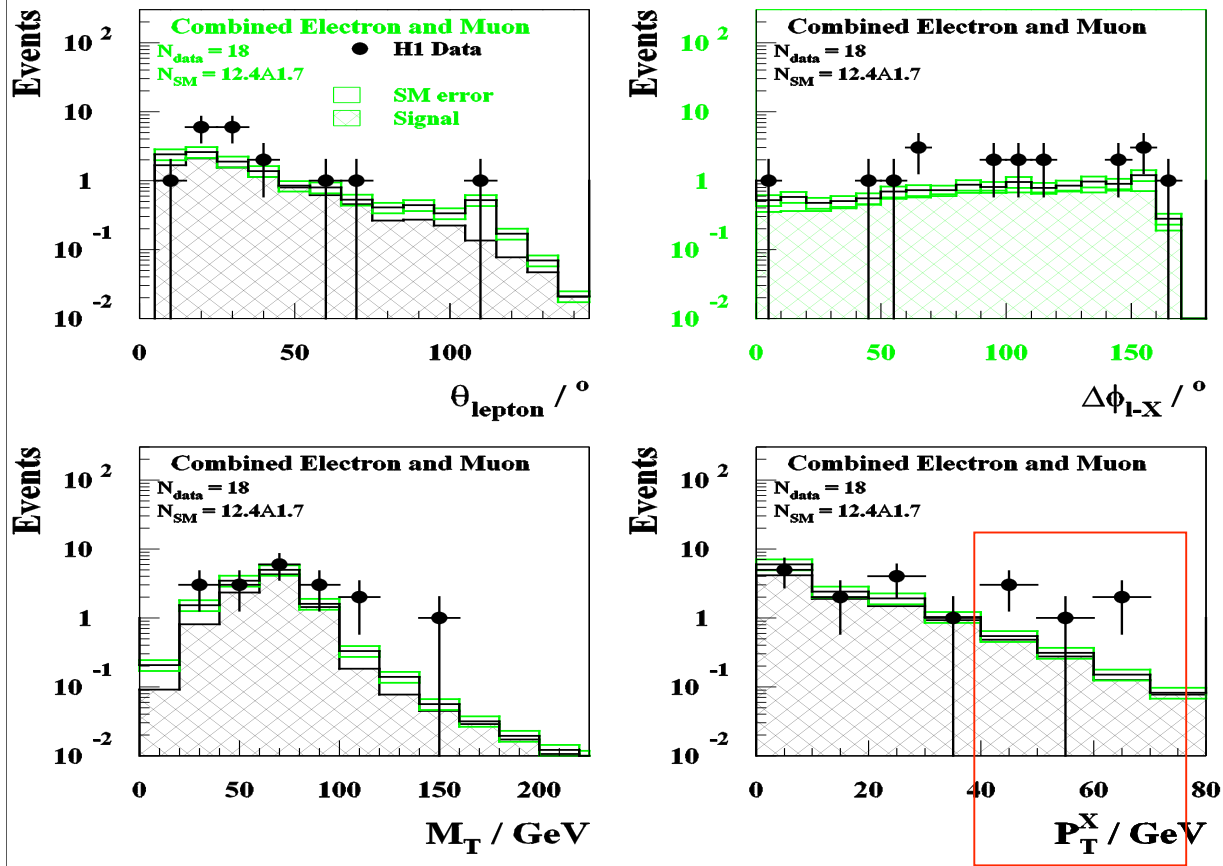 Combined Electron and Muon
N_data = 18
N_SM = 12.4A1.7
H1 Data
SM error
Signal
Events
10^2
10
1
10^-1
10^-2
0 50 100
θ_lepton / °
Combined Electron and Muon
N_data = 18
N_SM = 12.4A1.7
Events
10^2
10
1
10^-1
10^-2
0 50 100 150
Δϕ_l-X / °
Combined Electron and Muon
N_data = 18
N_SM = 12.4A1.7
Events
10^2
10
1
10^-1
10^-2
0 50 100 150 200
M_T / GeV
Combined Electron and Muon
N_data = 18
N_SM = 12.4A1.7
Events
10^2
10
1
10^-1
10^-2
0 20 40 60 80
P_T^X / GeV